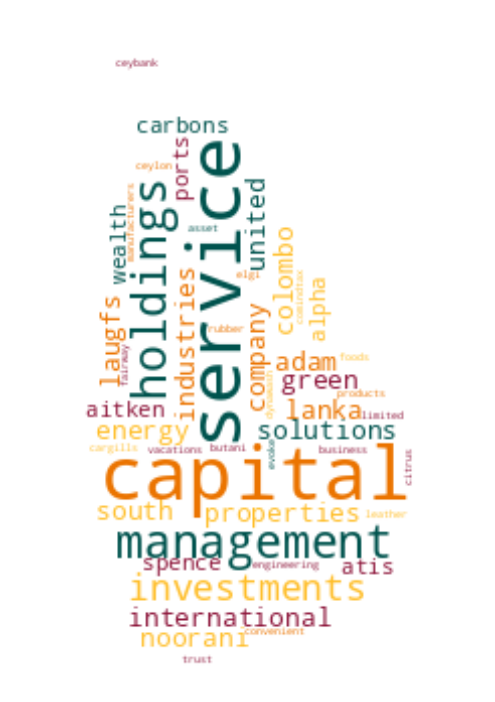 ceybank
carbons
service
ports
ceylon
holdings
united
wealth
manufacturers
asset
colombo
elgi
comindtax
alpha
industries
laugfs
company
rubber
fairway
adam
foods
green
dynawash
products
aitken
lanka
limited
energy
solutions
cargills
vacations
butani
evoke
business
citrus
capital
south
properties
leather
management
spence
engineering
atis
investments
international
noorani
convenient
trust